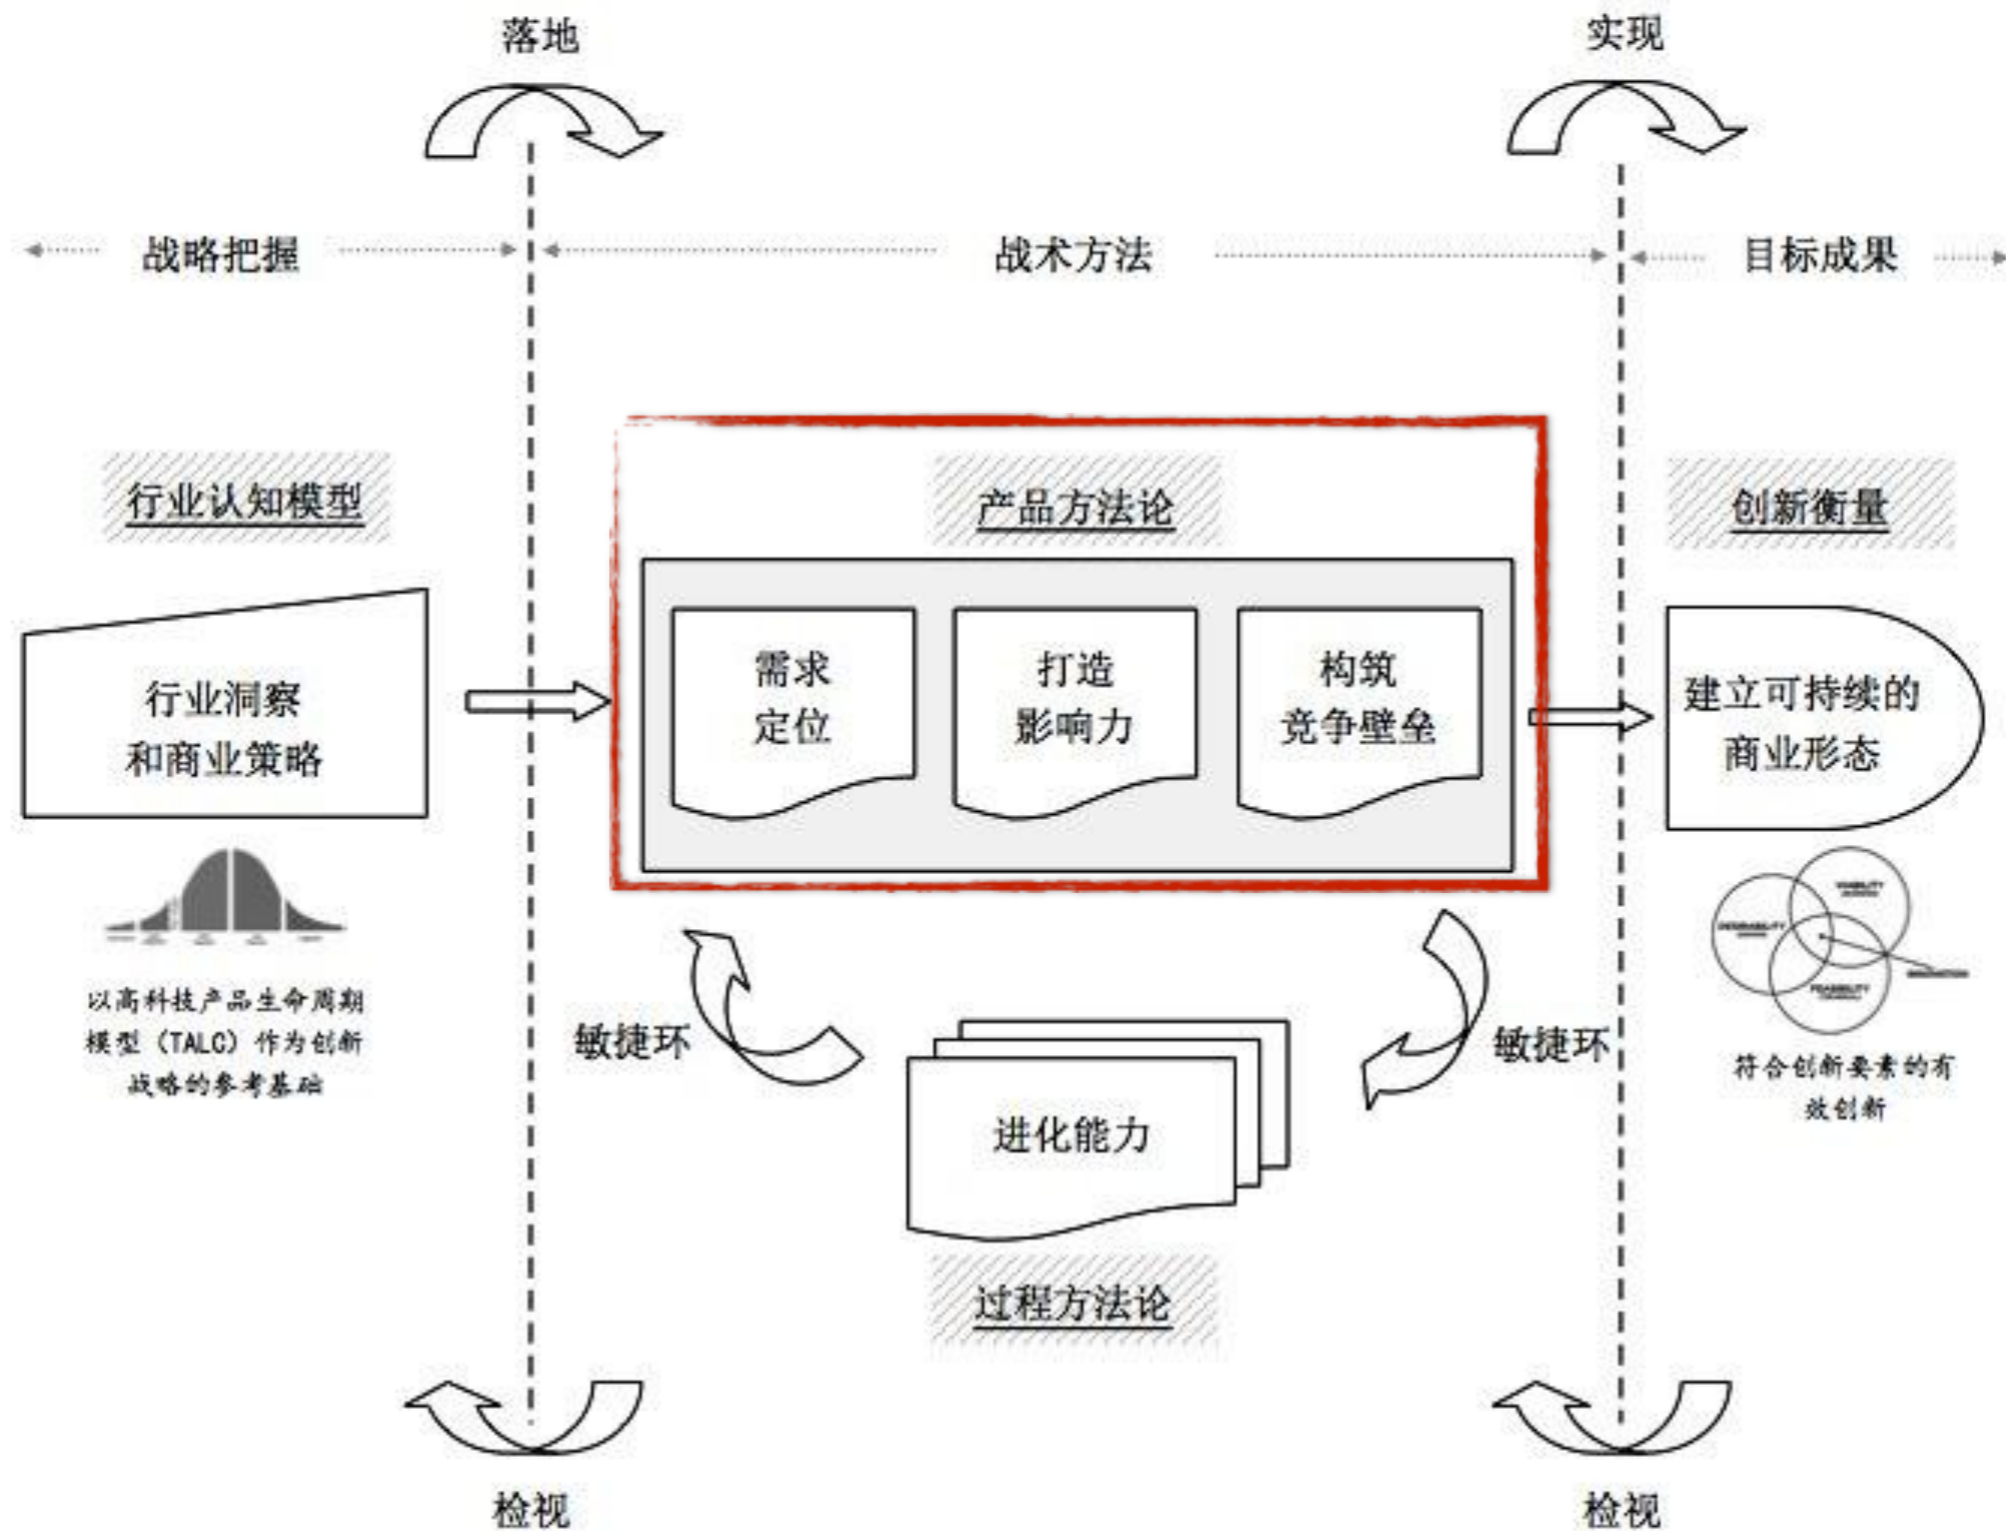 落地
实现
战略把握
战术方法
目标成果
行业认知模型
产品方法论
创新衡量
行业洞察
和商业策略
需求
定位
打造
影响力
构筑
竞争壁垒
建立可持续的
商业形态
以高科技产品生命周期
模型（TALC）作为创新
战略的参考基础
VIABILITY
DESIRABILITY
FEASIBILITY
INNOVATION
符合创新要素的有
效创新
敏捷环
敏捷环
进化能力
过程方法论
检视
检视